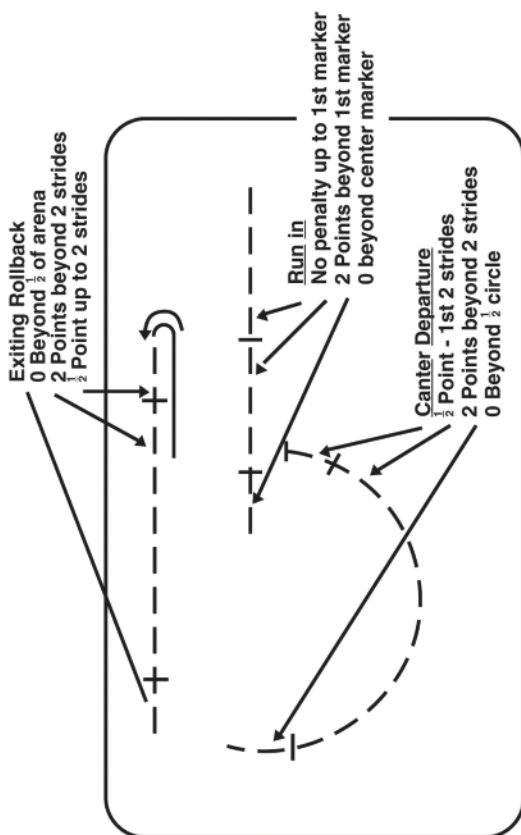 Exiting Rollback
0 Beyond ½ of arena
2 Points beyond 2 strides
½ Point up to 2 strides
Run in
No penalty up to 1st marker
2 Points beyond 1st marker
0 beyond center marker
Canter Departure
½ Point - 1st 2 strides
2 Points beyond 2 strides
0 Beyond ½ circle